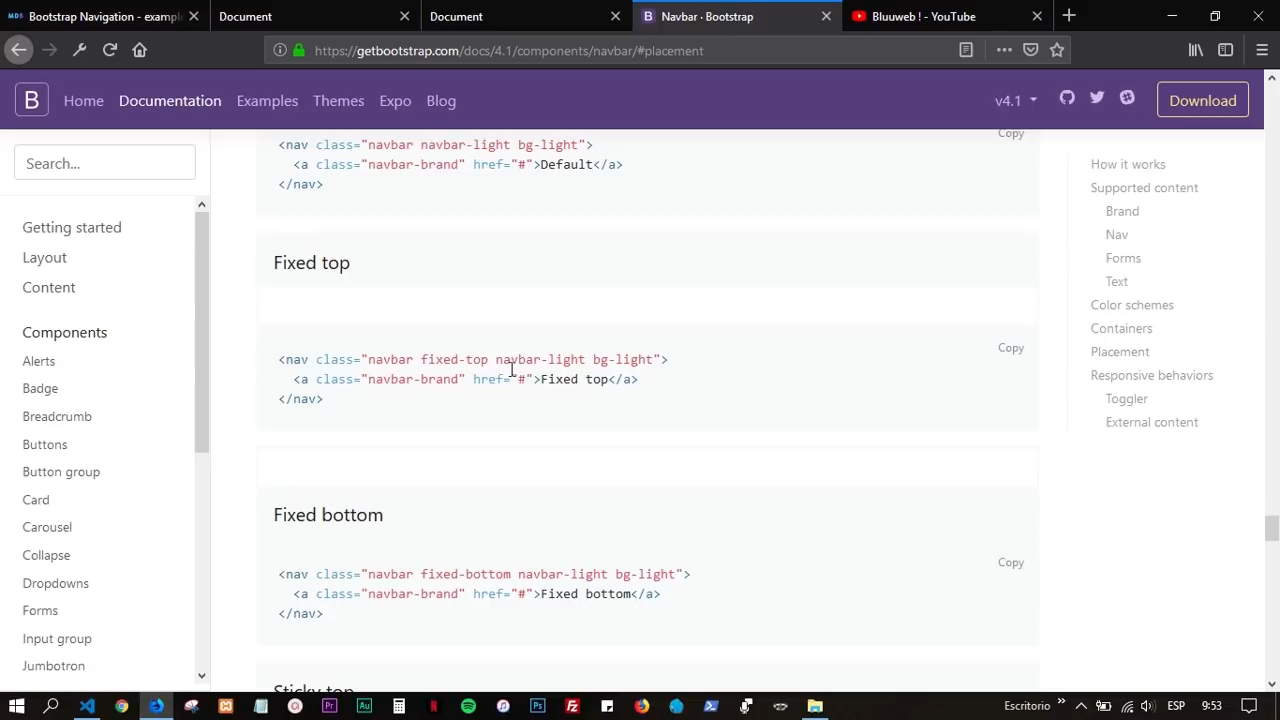 Bootstrap Navigation - example
Document
Document
Navbar · Bootstrap
Bluuweb ! - YouTube
https://getbootstrap.com/docs/4.1/components/navbar/#placement
B
Home
Documentation
Examples
Themes
Expo
Blog
v4.1
Download
Search...
Getting started
Layout
Content
Components
Alerts
Badge
Breadcrumb
Buttons
Button group
Card
Carousel
Collapse
Dropdowns
Forms
Input group
Jumbotron
Copy
<nav class="navbar navbar-light bg-light">
<a class="navbar-brand" href="#">Default</a>
</nav>
Fixed top
Copy
<nav class="navbar fixed-top navbar-light bg-light">
<a class="navbar-brand" href="#">Fixed top</a>
</nav>
Fixed bottom
Copy
<nav class="navbar fixed-bottom navbar-light bg-light">
<a class="navbar-brand" href="#">Fixed bottom</a>
</nav>
Sticky top
How it works
Supported content
Brand
Nav
Forms
Text
Color schemes
Containers
Placement
Responsive behaviors
Toggler
External content
Escritorio
ESP
9:53